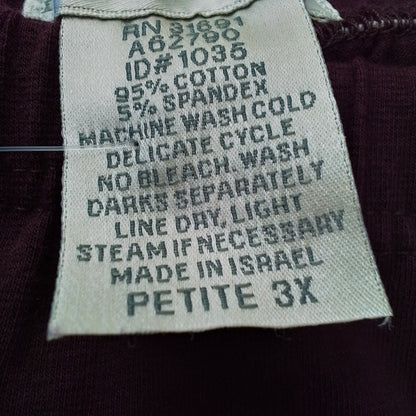 RN 31691
A62790
ID#1035
95% COTTON
5% SPANDEX
MACHINE WASH COLD
DELICATE CYCLE
NO BLEACH. WASH
DARKS SEPARATELY
LINE DRY, LIGHT
STEAM IF NECESSARY
MADE IN ISRAEL
PETITE 3X